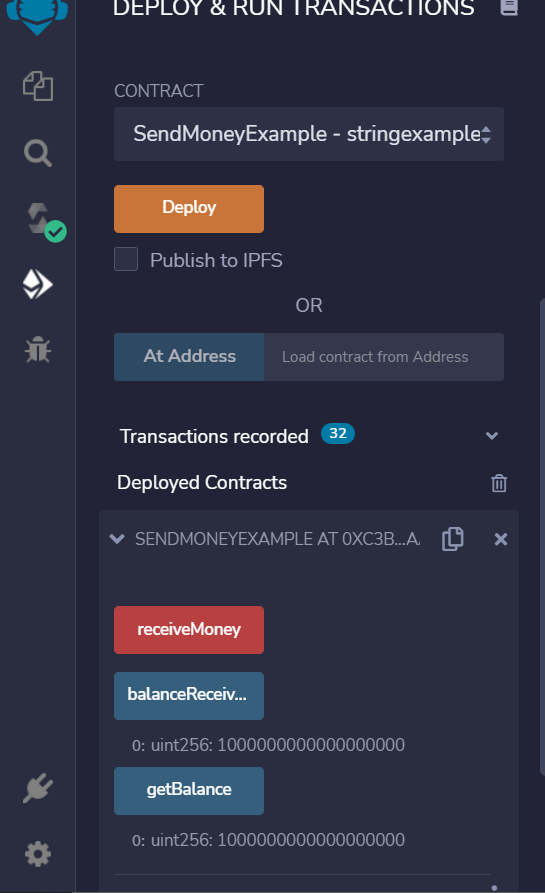 DEPLOY & RUN TRANSACTIONS
CONTRACT
SendMoneyExample - stringexample
Deploy
Publish to IPFS
OR
At Address Load contract from Address
Transactions recorded 32
Deployed Contracts
SENDMONEYEXAMPLE AT 0XC3B...A
receiveMoney
balanceReceiv...
0: uint256: 1000000000000000000
getBalance
0: uint256: 1000000000000000000